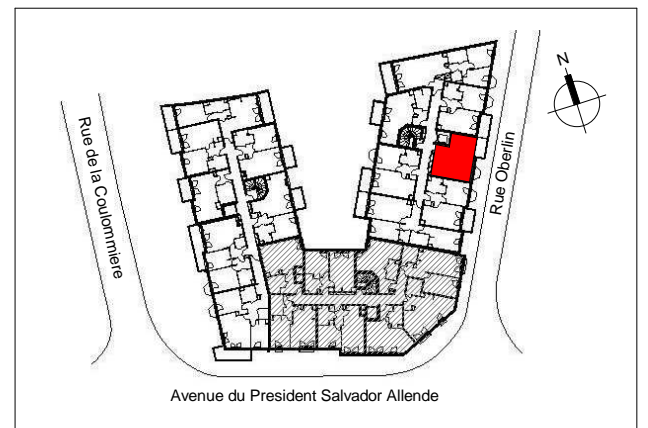 N
Rue de la Coulommiere
Rue Oberlin
Avenue du President Salvador Allende